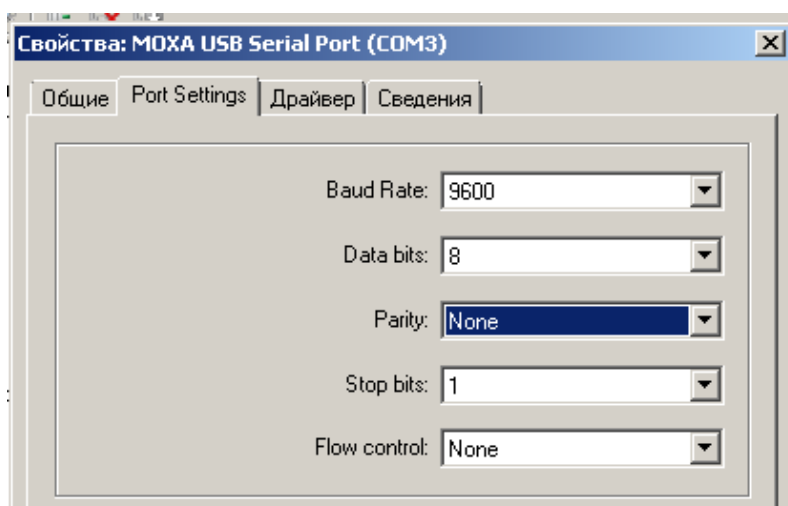 Свойства: MOXA USB Serial Port (COM3)
Общие Port Settings Драйвер Сведения
Baud Rate: 9600
Data bits: 8
Parity: None
Stop bits: 1
Flow control: None